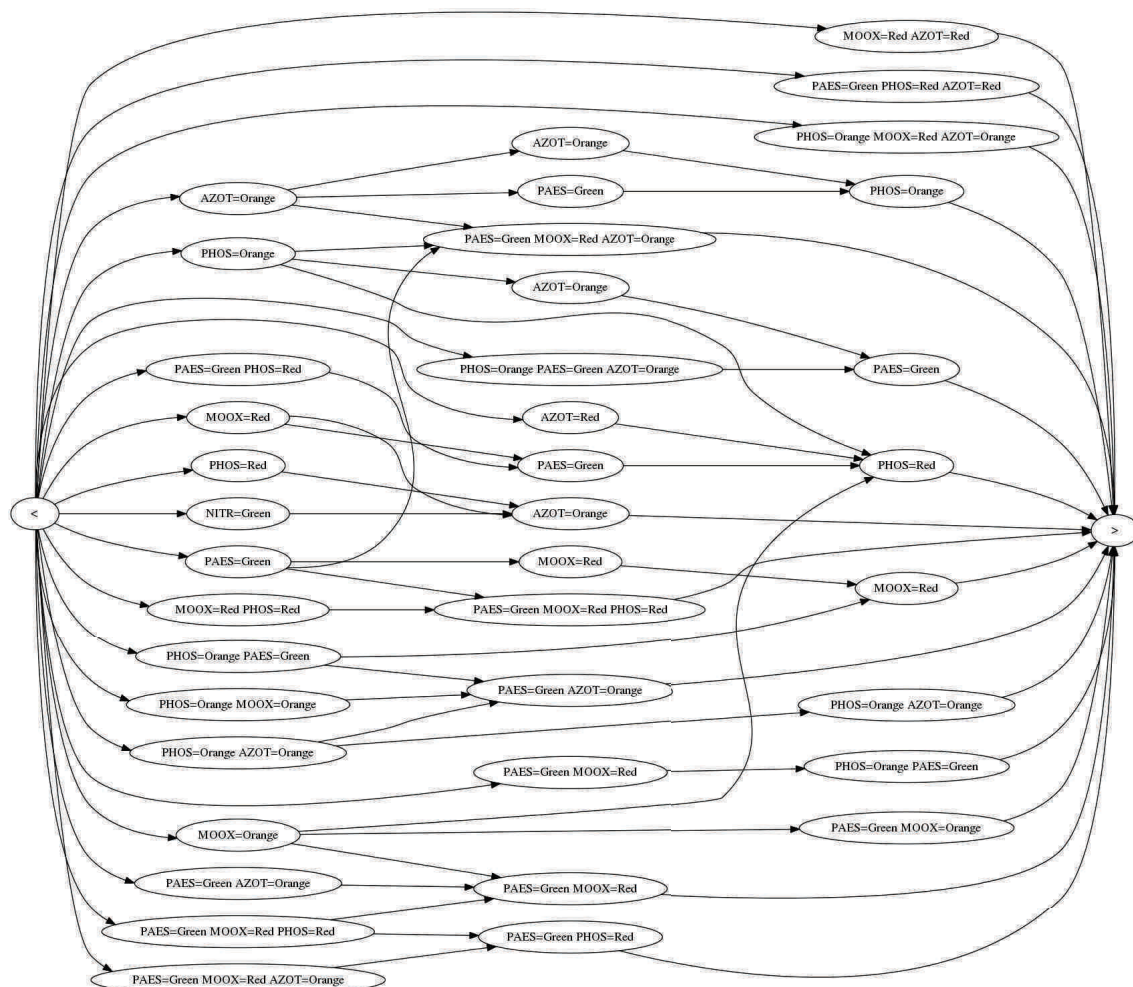 MOOX=Red AZOT=Red
PAES=Green PHOS=Red AZOT=Red
PHOS=Orange MOOX=Red AZOT=Orange
AZOT=Orange
AZOT=Orange
PAES=Green
PHOS=Orange
PAES=Green MOOX=Red AZOT=Orange
PHOS=Orange
AZOT=Orange
PAES=Green PHOS=Red
PHOS=Orange PAES=Green AZOT=Orange
PAES=Green
MOOX=Red
AZOT=Red
PHOS=Red
PAES=Green
PHOS=Red
<
NITR=Green
AZOT=Orange
>
PAES=Green
MOOX=Red
MOOX=Red
MOOX=Red PHOS=Red
PAES=Green MOOX=Red PHOS=Red
PHOS=Orange PAES=Green
PAES=Green AZOT=Orange
PHOS=Orange MOOX=Orange
PHOS=Orange AZOT=Orange
PHOS=Orange AZOT=Orange
PAES=Green MOOX=Red
PHOS=Orange PAES=Green
MOOX=Orange
PAES=Green MOOX=Orange
PAES=Green AZOT=Orange
PAES=Green MOOX=Red
PAES=Green MOOX=Red PHOS=Red
PAES=Green PHOS=Red
PAES=Green MOOX=Red AZOT=Orange